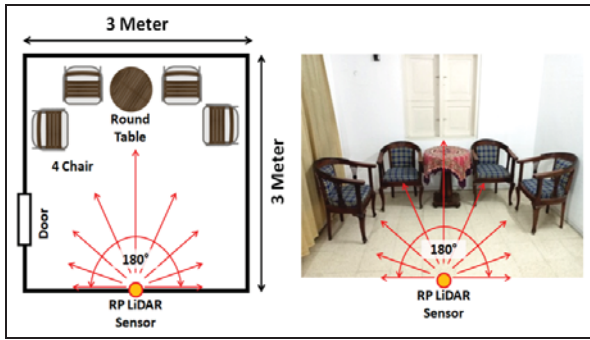 3 Meter
3 Meter
Round
Table
4 Chair
Door
180°
RP LiDAR
Sensor
180°
RP LiDAR
Sensor